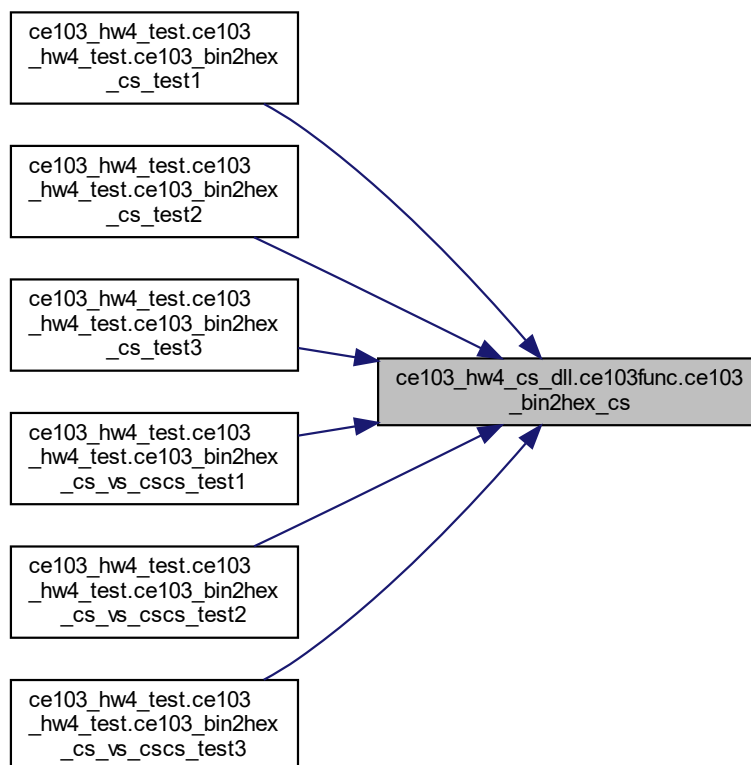 ce103_hw4_test.ce103
_hw4_test.ce103_bin2hex
_cs_test1
ce103_hw4_test.ce103
_hw4_test.ce103_bin2hex
_cs_test2
ce103_hw4_test.ce103
_hw4_test.ce103_bin2hex
_cs_test3
ce103_hw4_cs_dll.ce103func.ce103
_bin2hex_cs
ce103_hw4_test.ce103
_hw4_test.ce103_bin2hex
_cs_vs_cscs_test1
ce103_hw4_test.ce103
_hw4_test.ce103_bin2hex
_cs_vs_cscs_test2
ce103_hw4_test.ce103
_hw4_test.ce103_bin2hex
_cs_vs_cscs_test3